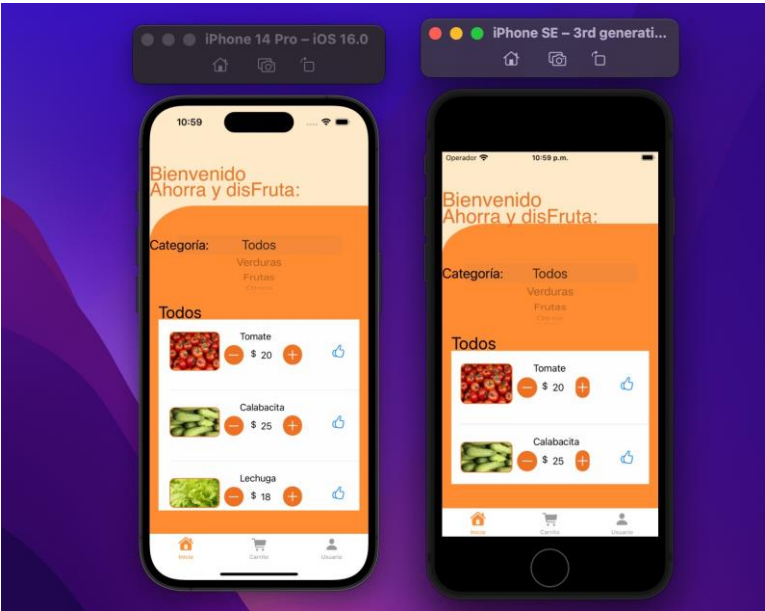 iPhone 14 Pro – iOS 16.0
10:59
Bienvenido
Ahorra y disFruta:
Categoría:
Todos
Verduras
Frutas
Todos
Tomate
$ 20
Calabacita
$ 25
Lechuga
$ 18
Inicio
Carrito
Usuario
iPhone SE – 3rd generati...
Operador
10:59 p.m.
Bienvenido
Ahorra y disFruta:
Categoría:
Todos
Verduras
Frutas
Todos
Tomate
$ 20
Calabacita
$ 25
Inicio
Carrito
Usuario